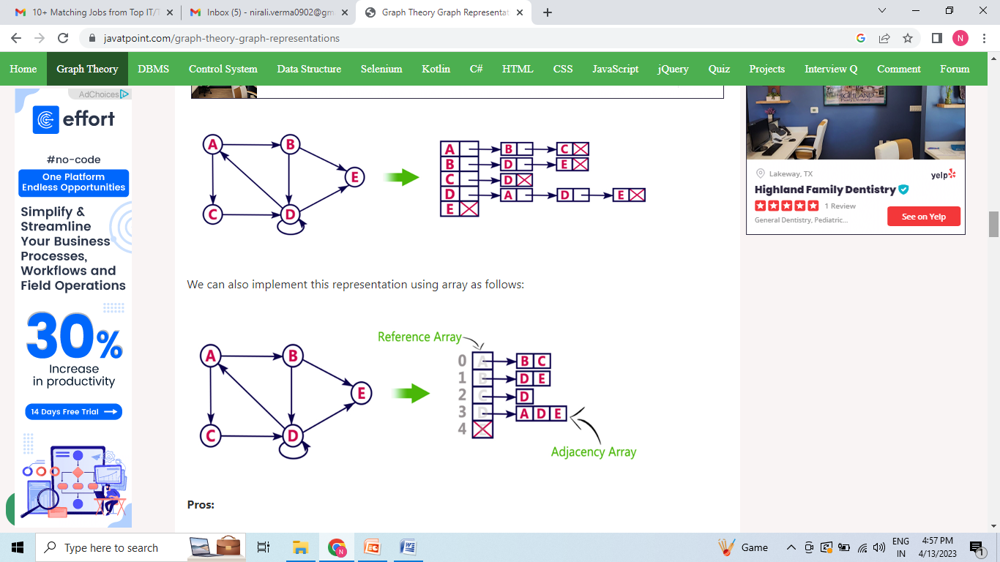 10+ Matching Jobs from Top IT/T
Inbox (5) - nirali.verma0902@gm
Graph Theory Graph Representat
javatpoint.com/graph-theory-graph-representations
N
Home Graph Theory DBMS Control System Data Structure Selenium Kotlin C# HTML CSS JavaScript jQuery Quiz Projects Interview Q Comment Forum
AdChoices
effort
#no-code
One Platform
Endless Opportunities
Simplify &
Streamline
Your Business
Processes,
Workflows and
Field Operations
30%
Increase
in productivity
14 Days Free Trial
A B
E
C D
A B C
B D E
C D
D A D E
E
We can also implement this representation using array as follows:
A B
E
C D
Reference Array
0 A B C
1 B D E
2 C D
3 D A D E
4
Adjacency Array
Pros:
Lakeway, TX
yelp
Highland Family Dentistry
1 Review
General Dentistry, Pediatric...
See on Yelp
Type here to search
N
Game
ENG
IN
4:57 PM
4/13/2023
1